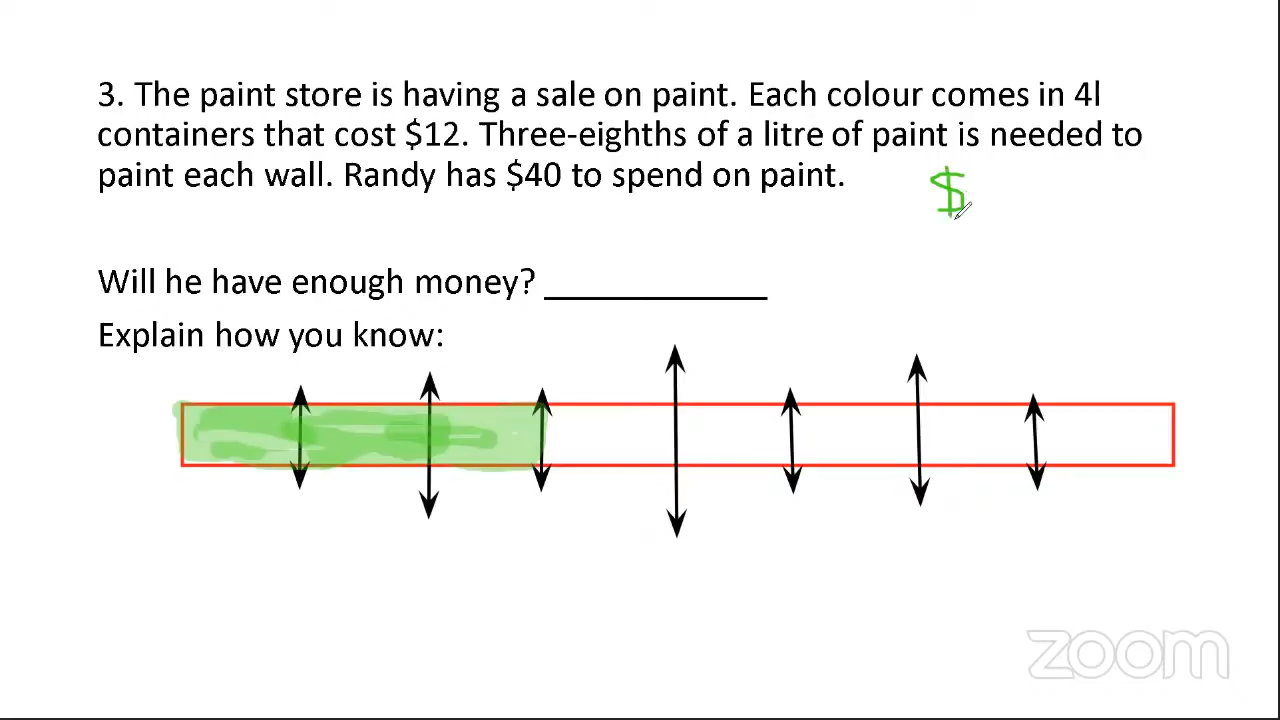 3. The paint store is having a sale on paint. Each colour comes in 4l
containers that cost $12. Three-eighths of a litre of paint is needed to
paint each wall. Randy has $40 to spend on paint.
$
Will he have enough money? ____________
Explain how you know:
zoom